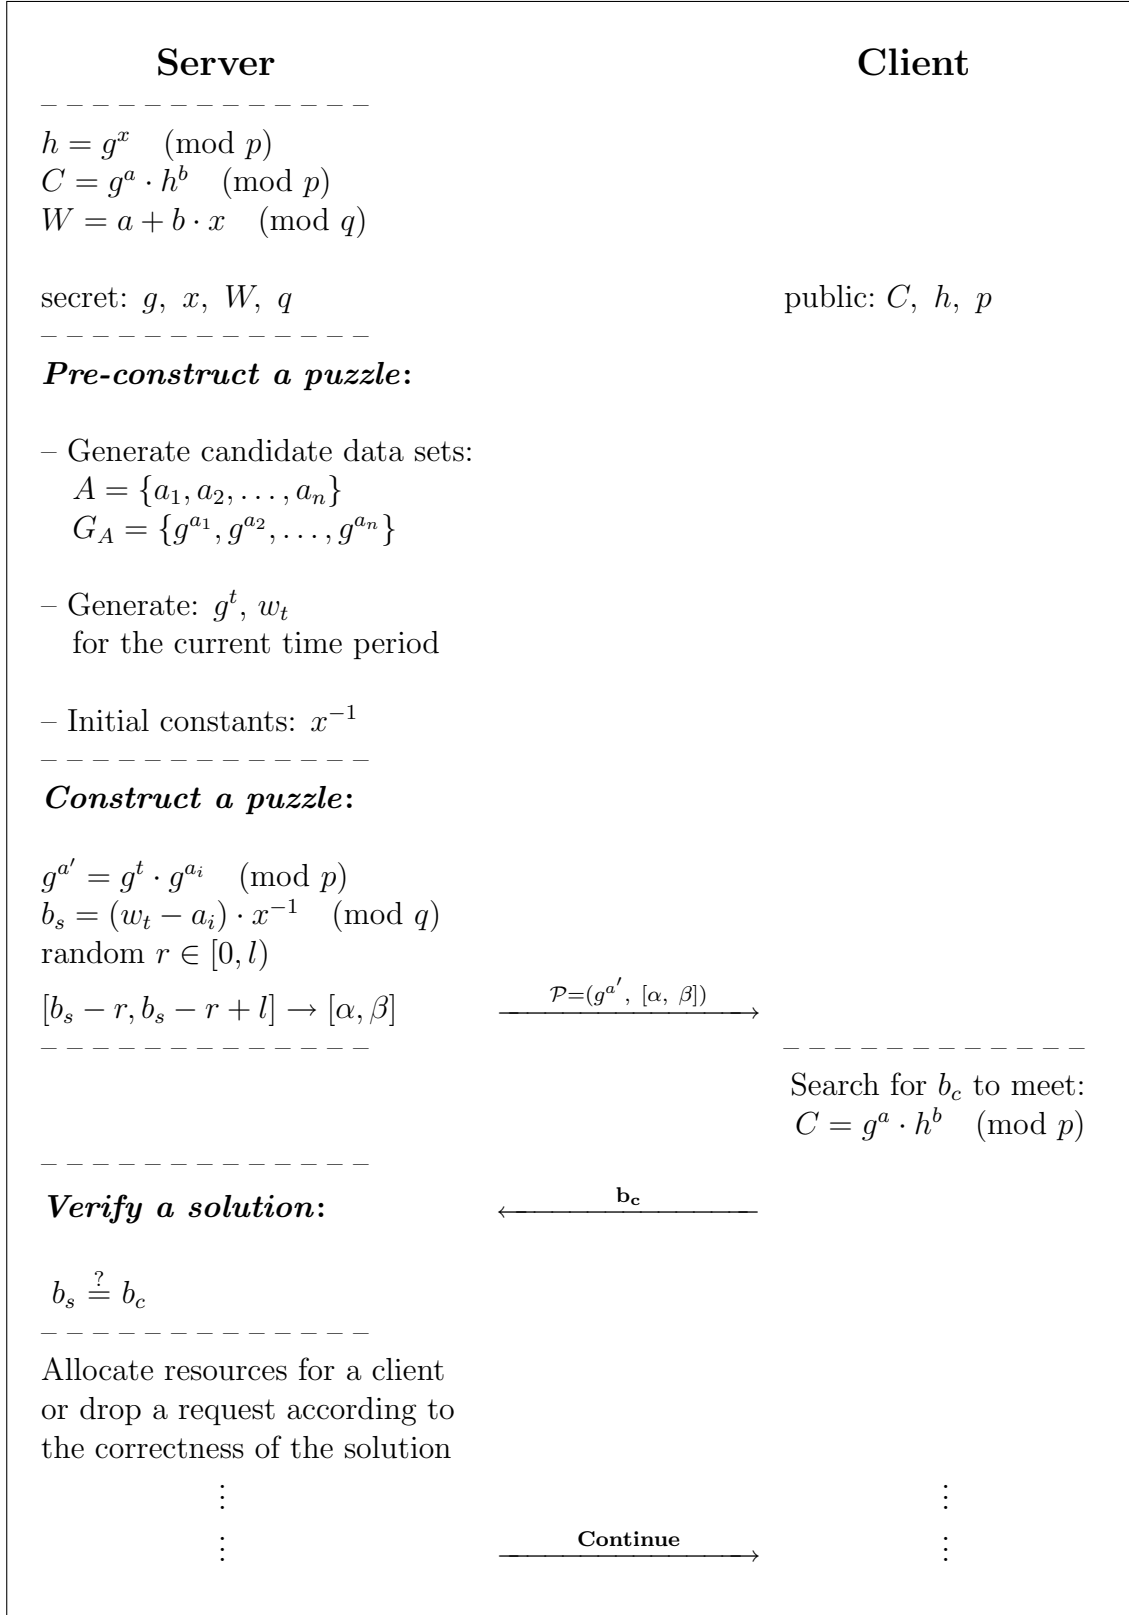 Server Client
h = g^x (mod p)
C = g^a · h^b (mod p)
W = a + b · x (mod q)
secret: g, x, W, q public: C, h, p
Pre-construct a puzzle:
– Generate candidate data sets:
A = {a_1, a_2, . . . , a_n}
G_A = {g^{a_1}, g^{a_2}, . . . , g^{a_n}}
– Generate: g^t, w_t
for the current time period
– Initial constants: x^{−1}
Construct a puzzle:
g^{a′} = g^t · g^{a_i} (mod p)
b_s = (w_t − a_i) · x^{−1} (mod q)
random r ∈ [0, l)
[b_s − r, b_s − r + l] → [α, β] P=(g^{a′}, [α, β])
Search for b_c to meet:
C = g^a · h^b (mod p)
Verify a solution: b_c
b_s ≟ b_c
Allocate resources for a client
or drop a request according to
the correctness of the solution
⋮ ⋮
⋮ Continue ⋮